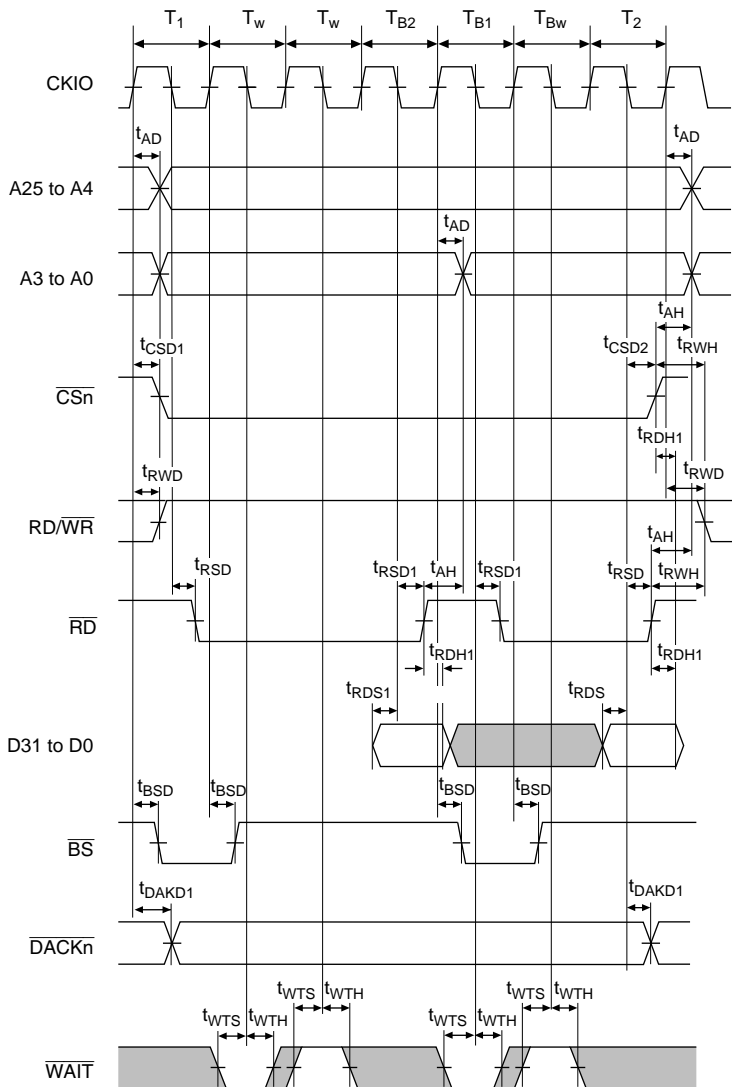 T1 Tw Tw TB2 TB1 TBw T2
CKIO
tAD tAD
A25 to A4
tAD
A3 to A0
tAH
tCSD1 tCSD2 tRWH
CSn
tRDH1
tRWD tRWD
RD/WR
tAH
tRSD tRSD1 tAH tRSD1 tRSD tRWH
RD
tRDH1 tRDH1
tRDS1 tRDS
D31 to D0
tBSD tBSD tBSD tBSD
BS
tDAKD1 tDAKD1
DACKn
tWTS tWTH tWTS tWTH
tWTS tWTH tWTS tWTH
WAIT